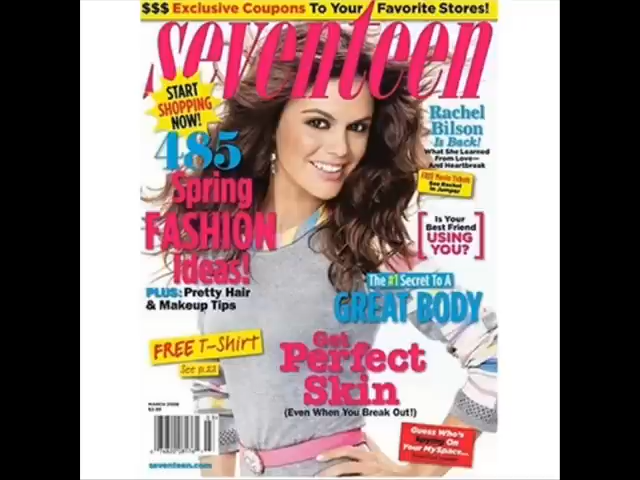 $$$ Exclusive Coupons To Your Favorite Stores!
seventeen
START
SHOPPING
NOW!
485
Spring
FASHION
Ideas!
PLUS: Pretty Hair
& Makeup Tips
FREE T-SHIRT
See p.22
MARCH 2008
seventeen.com
Rachel
Bilson
Is Back!
What She Learned
From Love—
And Heartbreak
FREE Movie Tickets
See Rachel
in Jumper
Is Your
Best Friend
USING
YOU?
The #1 Secret To A
GREAT BODY
Get
Perfect
Skin
(Even When You Break Out!)
Guess Who's
Spying On
Your MySpace...